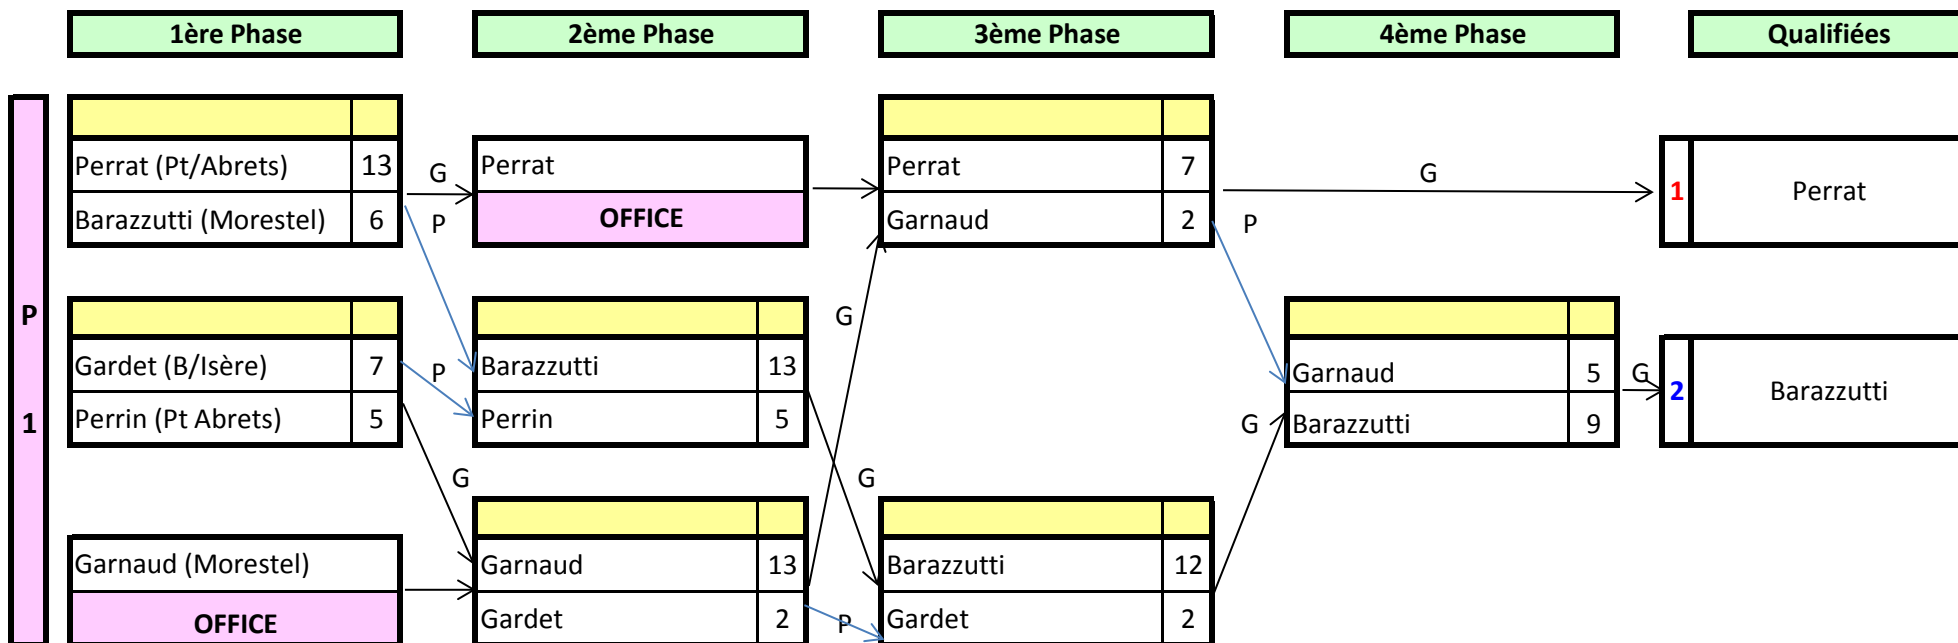 1ère Phase 2ème Phase 3ème Phase 4ème Phase Qualifiées
Perrat (Pt/Abrets) 13 G Perrat Perrat 7 G 1 Perrat
Barazzutti (Morestel) 6 P OFFICE Garnaud 2 P
P G
Gardet (B/Isère) 7 P Barazzutti 13 Garnaud 5 G 2 Barazzutti
1 Perrin (Pt Abrets) 5 Perrin 5 G Barazzutti 9
G G
Garnaud (Morestel) Garnaud 13 Barazzutti 12
OFFICE Gardet 2 P Gardet 2